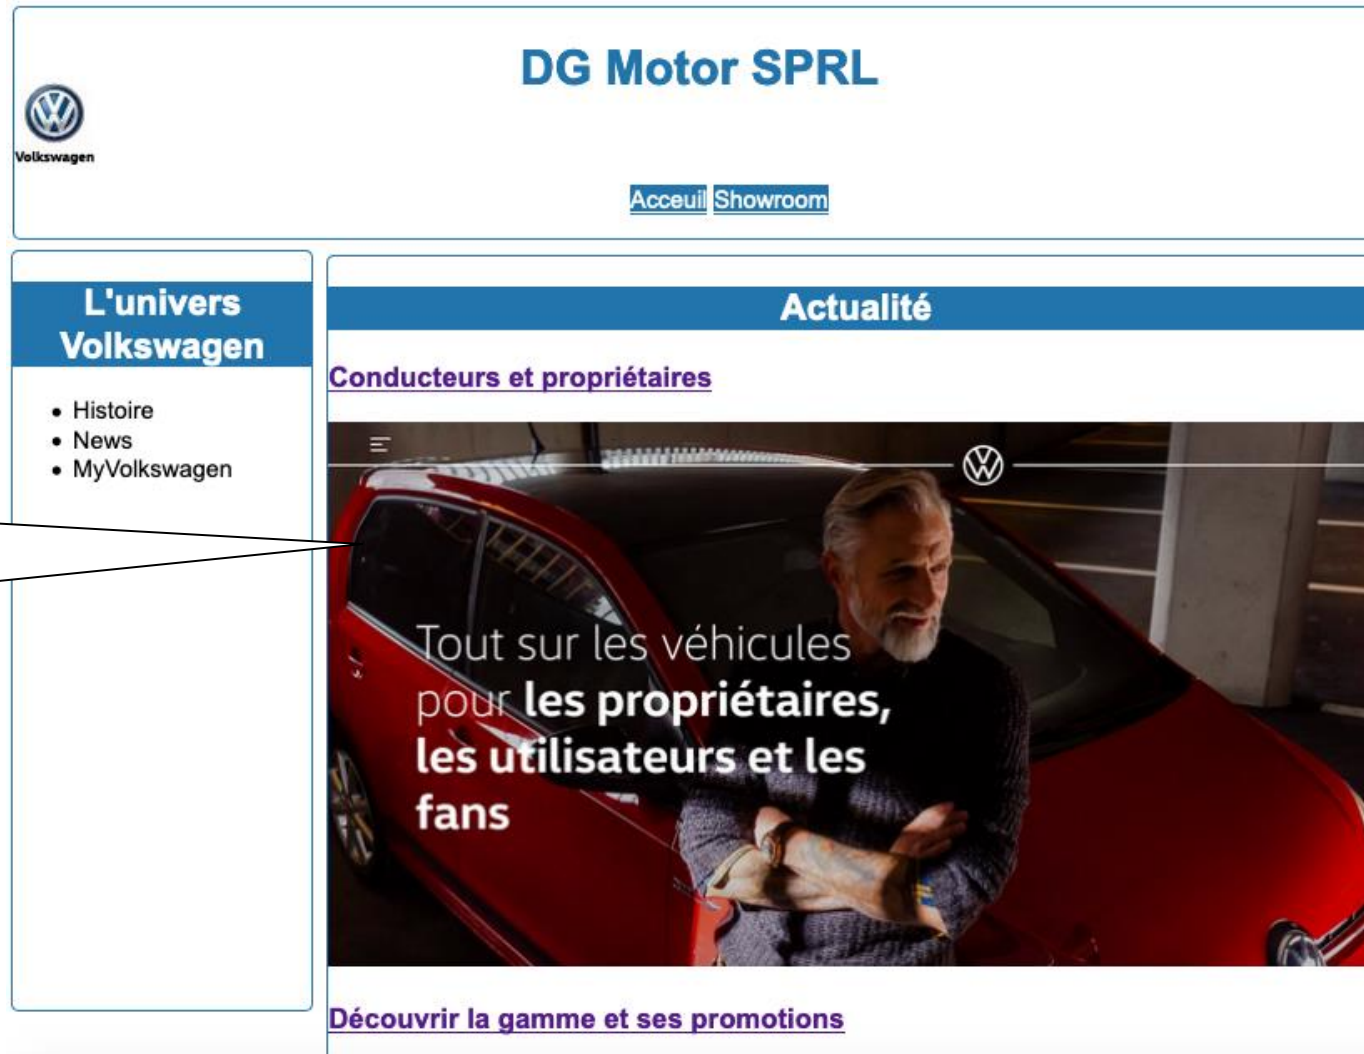 DG Motor SPRL
Volkswagen
Acceuil Showroom
L'univers
Volkswagen
Histoire
News
MyVolkswagen
Actualité
Conducteurs et propriétaires
Tout sur les véhicules
pour les propriétaires,
les utilisateurs et les
fans
Découvrir la gamme et ses promotions